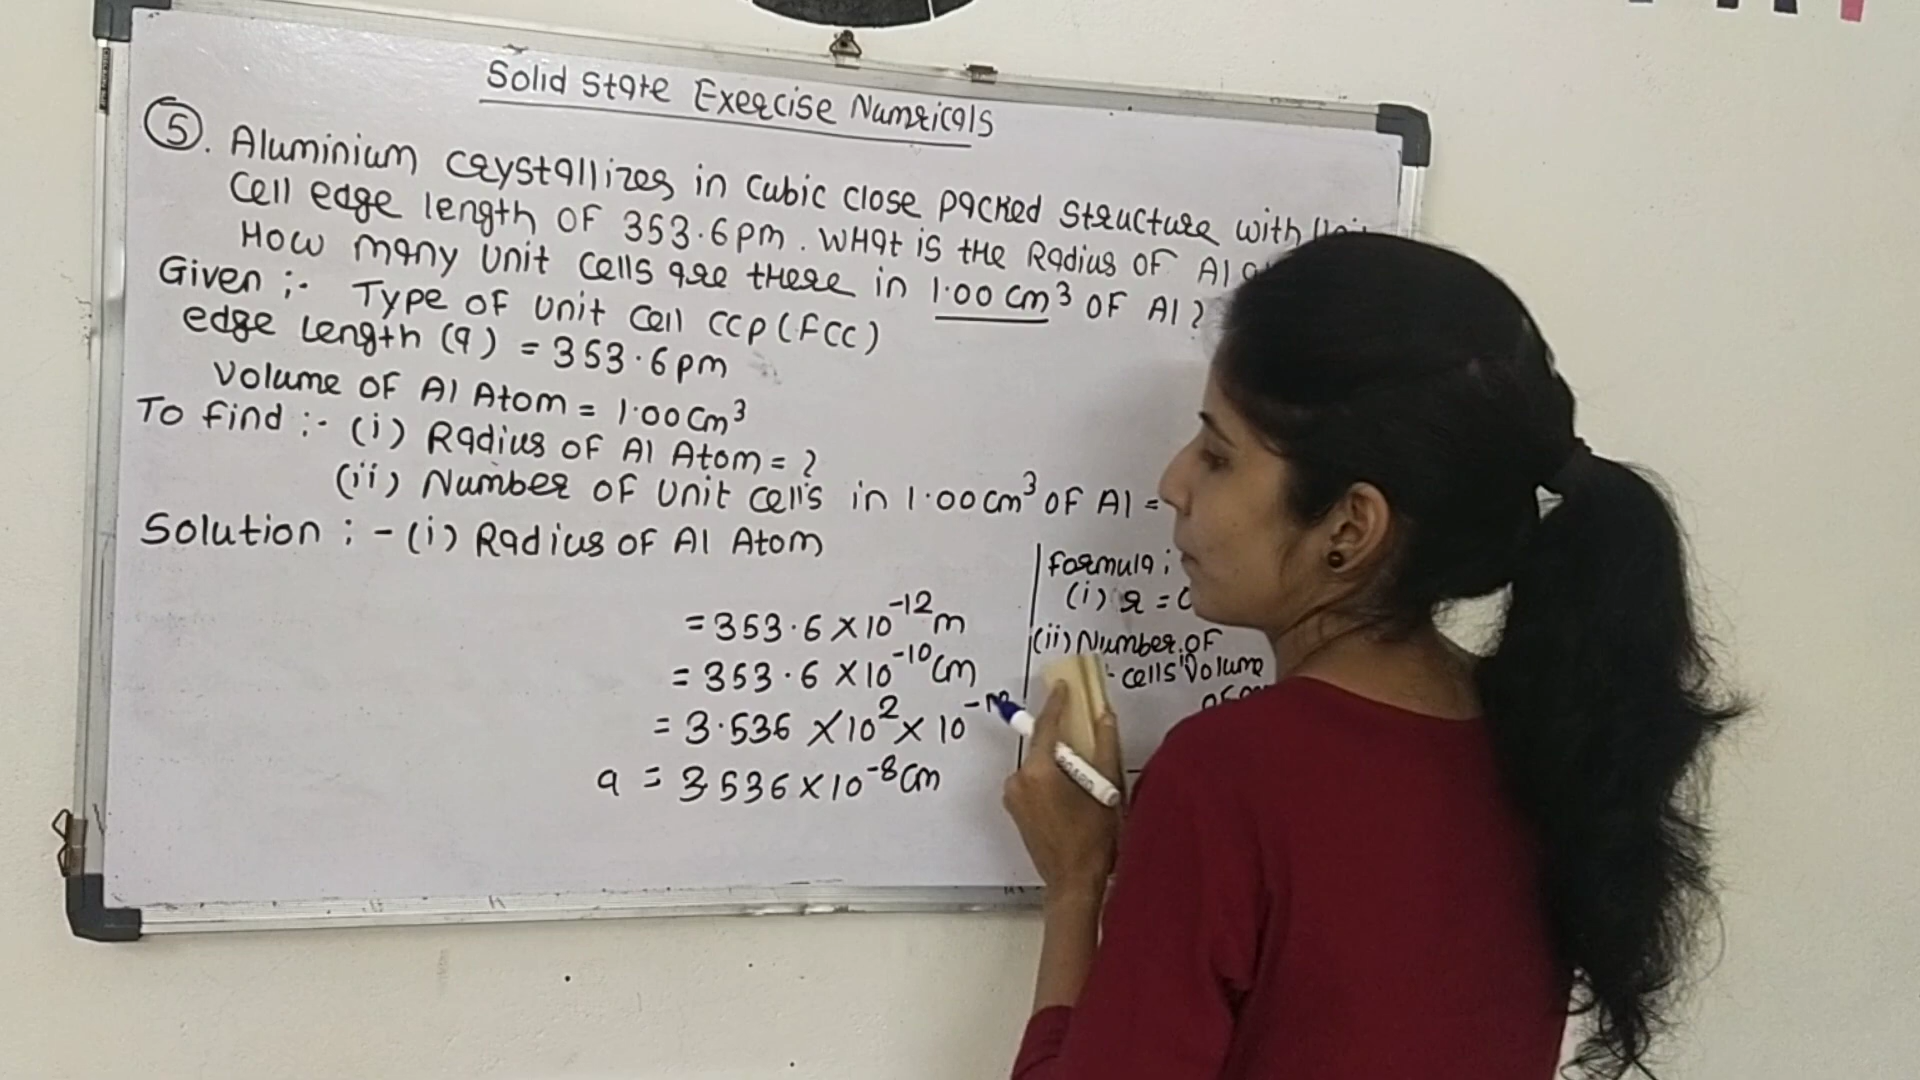 Solid State Exercise Numericals
5. Aluminium crystallizes in cubic close packed structure with Unit
cell edge length of 353.6pm. What is the Radius of Al
How many unit cells are there in 1.00 cm³ of Al ?
Given :- Type of unit cell ccp (fcc)
edge length (a) = 353.6pm
Volume of Al Atom = 1.00cm³
To find :- (i) Radius of Al Atom = ?
(ii) Number of Unit cells in 1.00cm³ of Al =
Solution :- (i) Radius of Al Atom
= 353.6 × 10⁻¹² m
= 353.6 × 10⁻¹⁰ cm
= 3.536 × 10² × 10
a = 3.536 × 10⁻⁸ cm
formula :
(i) r =
(ii) Number of
cells in Volume